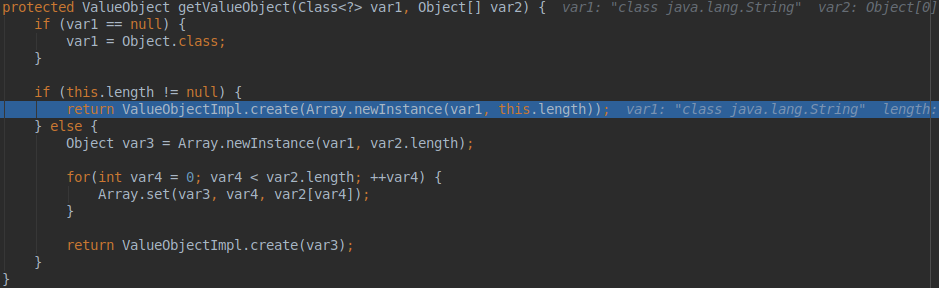 protected ValueObject getValueObject(Class<?> var1, Object[] var2) {  var1: "class java.lang.String"  var2: Object[0]
    if (var1 == null) {
        var1 = Object.class;
    }

    if (this.length != null) {
        return ValueObjectImpl.create(Array.newInstance(var1, this.length));  var1: "class java.lang.String"  length:
    } else {
        Object var3 = Array.newInstance(var1, var2.length);

        for(int var4 = 0; var4 < var2.length; ++var4) {
            Array.set(var3, var4, var2[var4]);
        }

        return ValueObjectImpl.create(var3);
    }
}